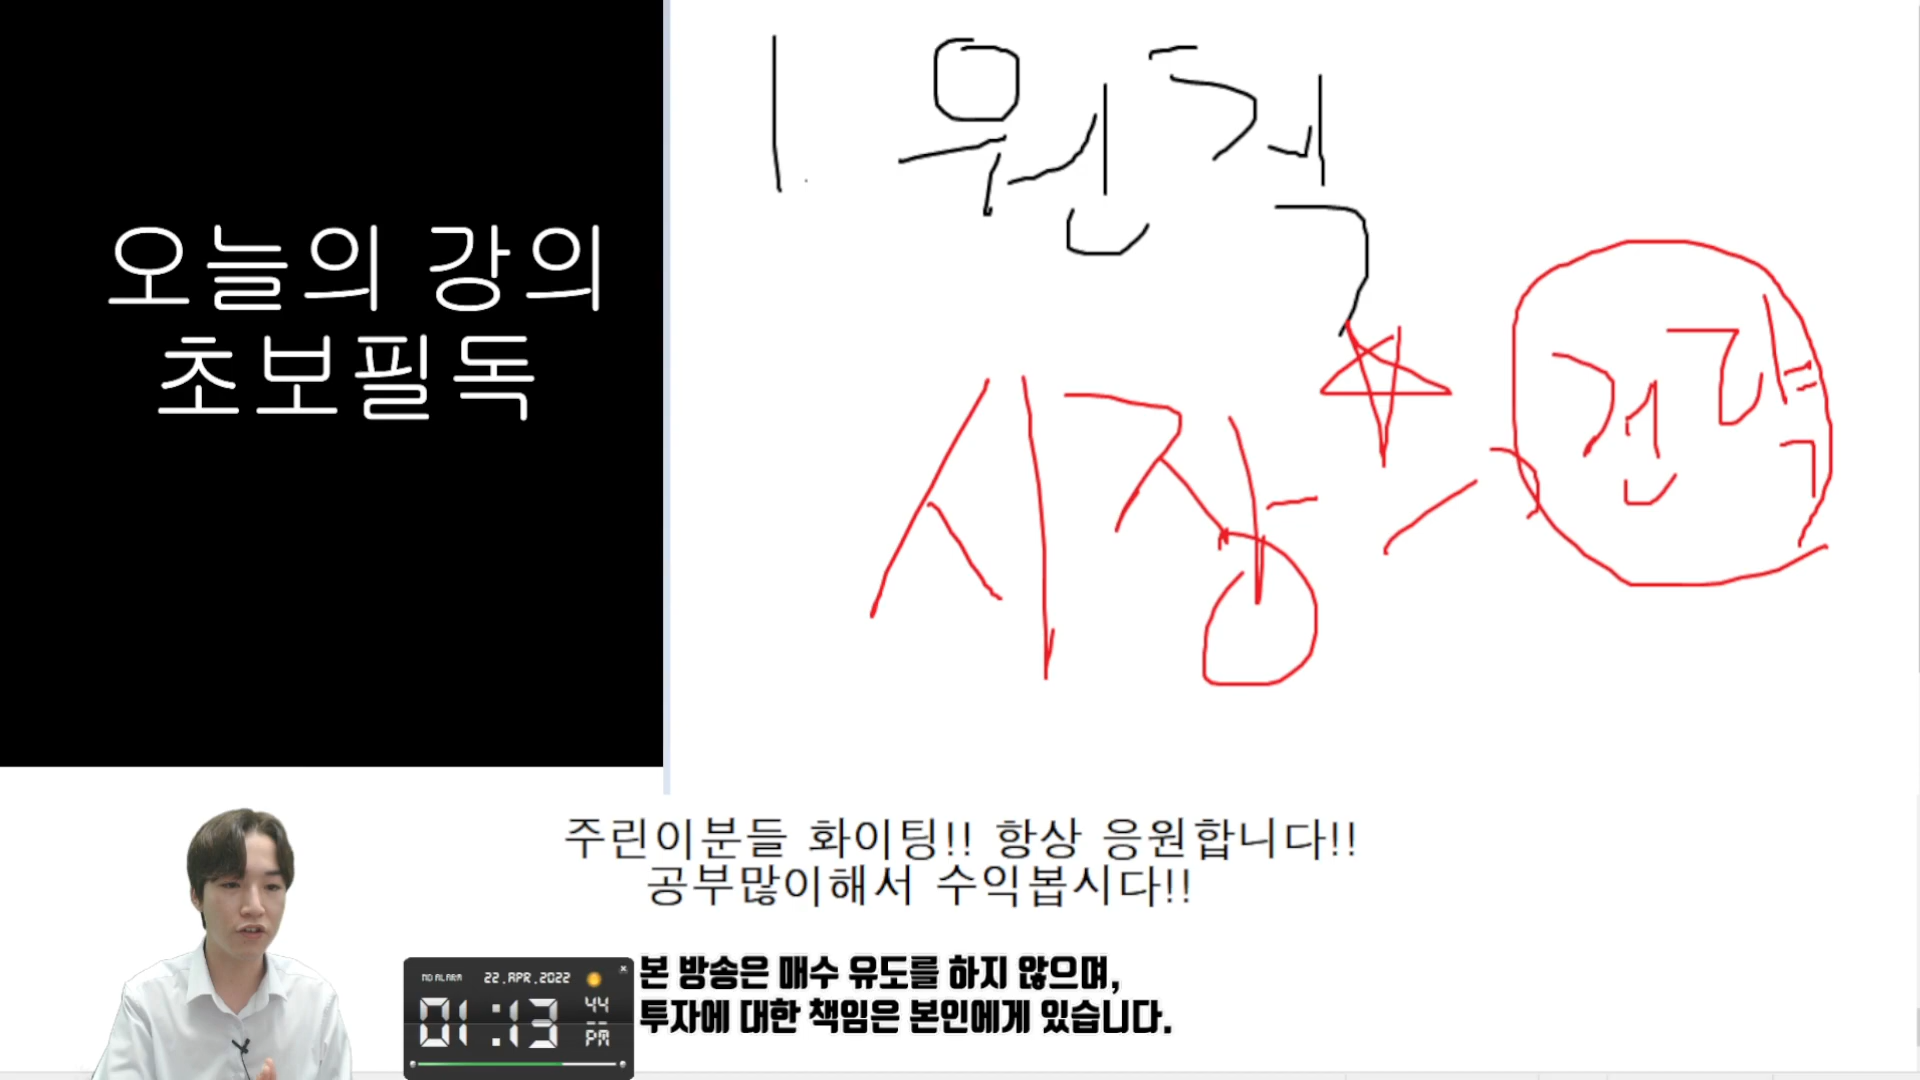 오늘의 강의
초보필독
1. 원칙
시장 - 전략
주린이분들 화이팅!! 항상 응원합니다!!
공부많이해서 수익봅시다!!
NO ALARM 22.APR.2022
01:13 44 PM
본 방송은 매수 유도를 하지 않으며,
투자에 대한 책임은 본인에게 있습니다.